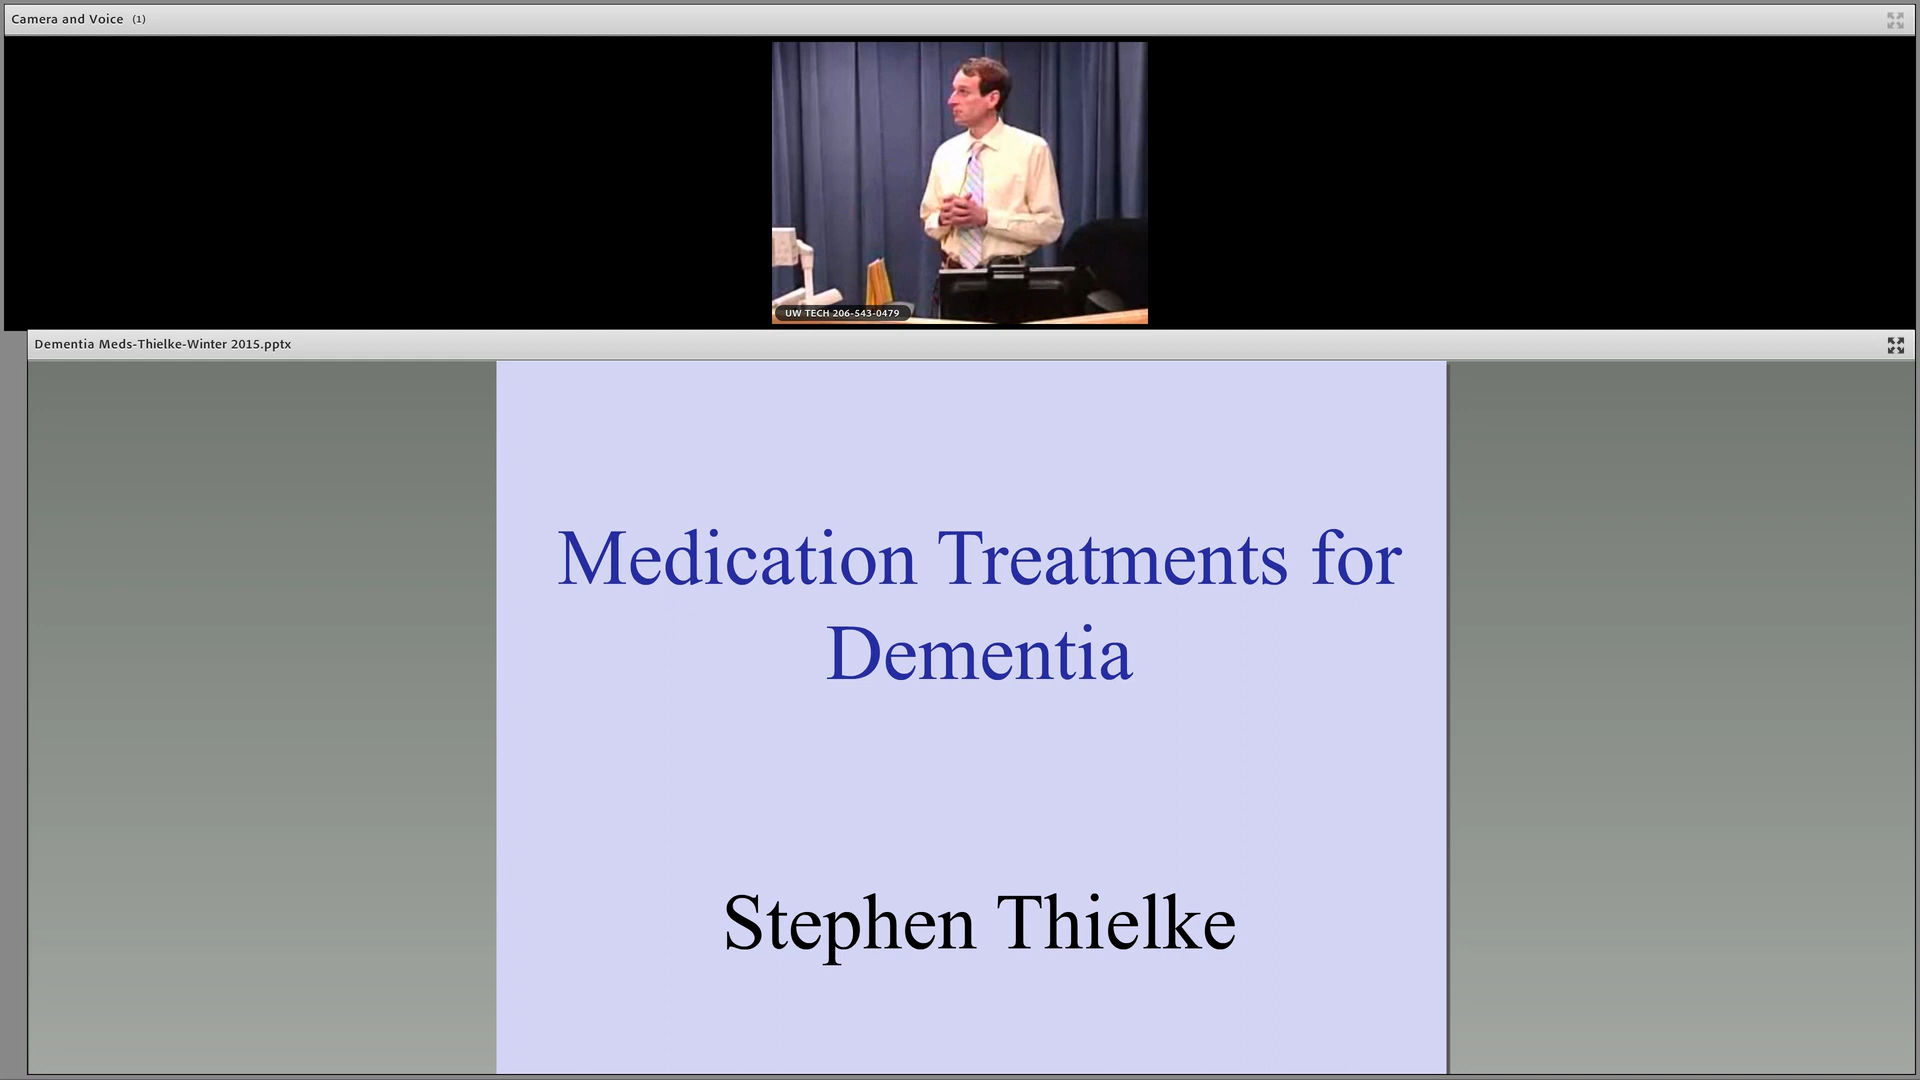 Camera and Voice (1)
UW TECH 206-543-0479
Dementia Meds-Thielke-Winter 2015.pptx
Medication Treatments for
Dementia
Stephen Thielke